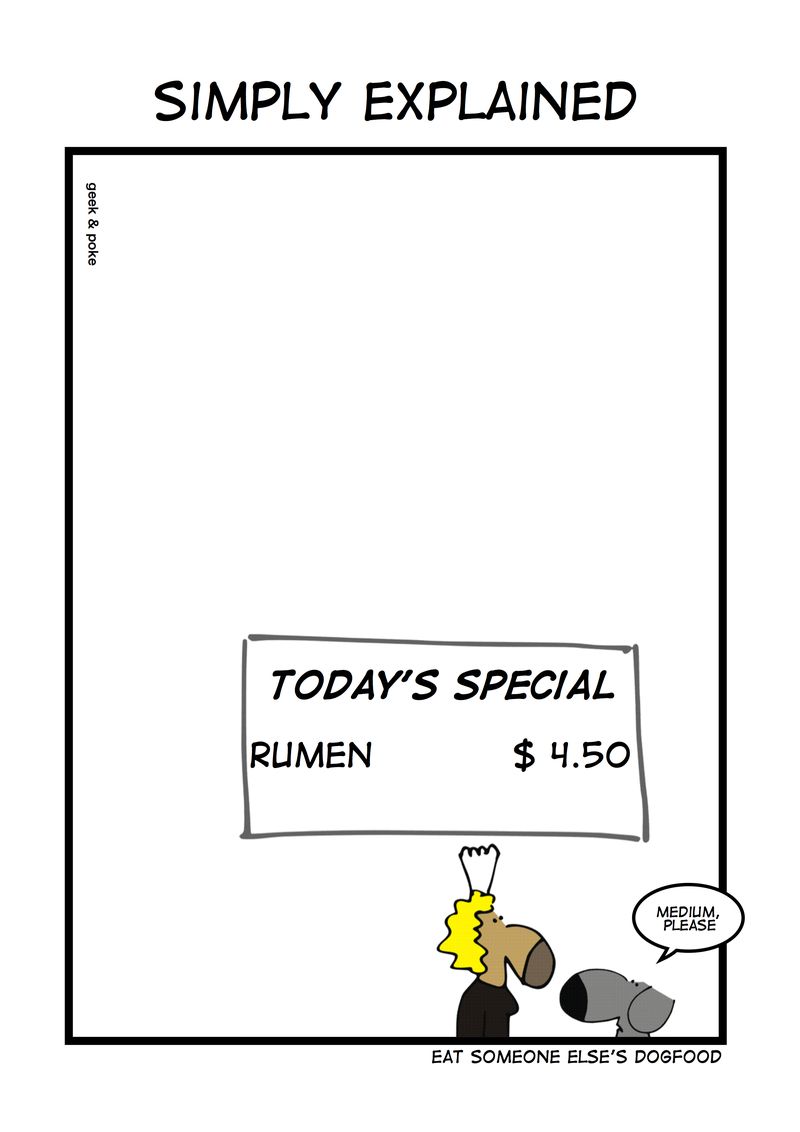 SIMPLY EXPLAINED
geek & poke
TODAY'S SPECIAL
RUMEN $ 4.50
MEDIUM,
PLEASE
EAT SOMEONE ELSE'S DOGFOOD